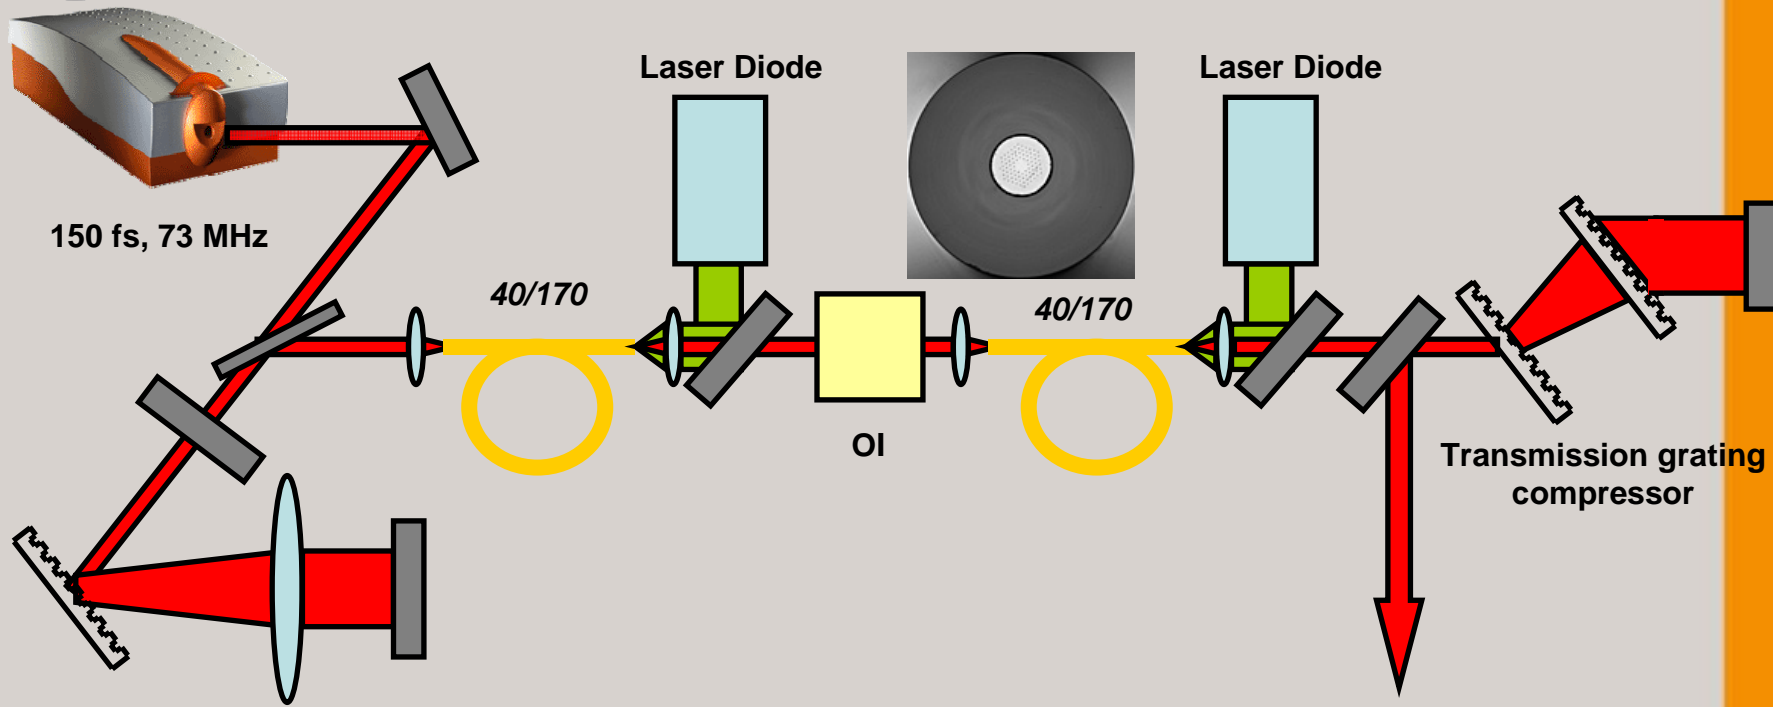 Laser Diode
Laser Diode
150 fs, 73 MHz
40/170
40/170
OI
Transmission grating
compressor